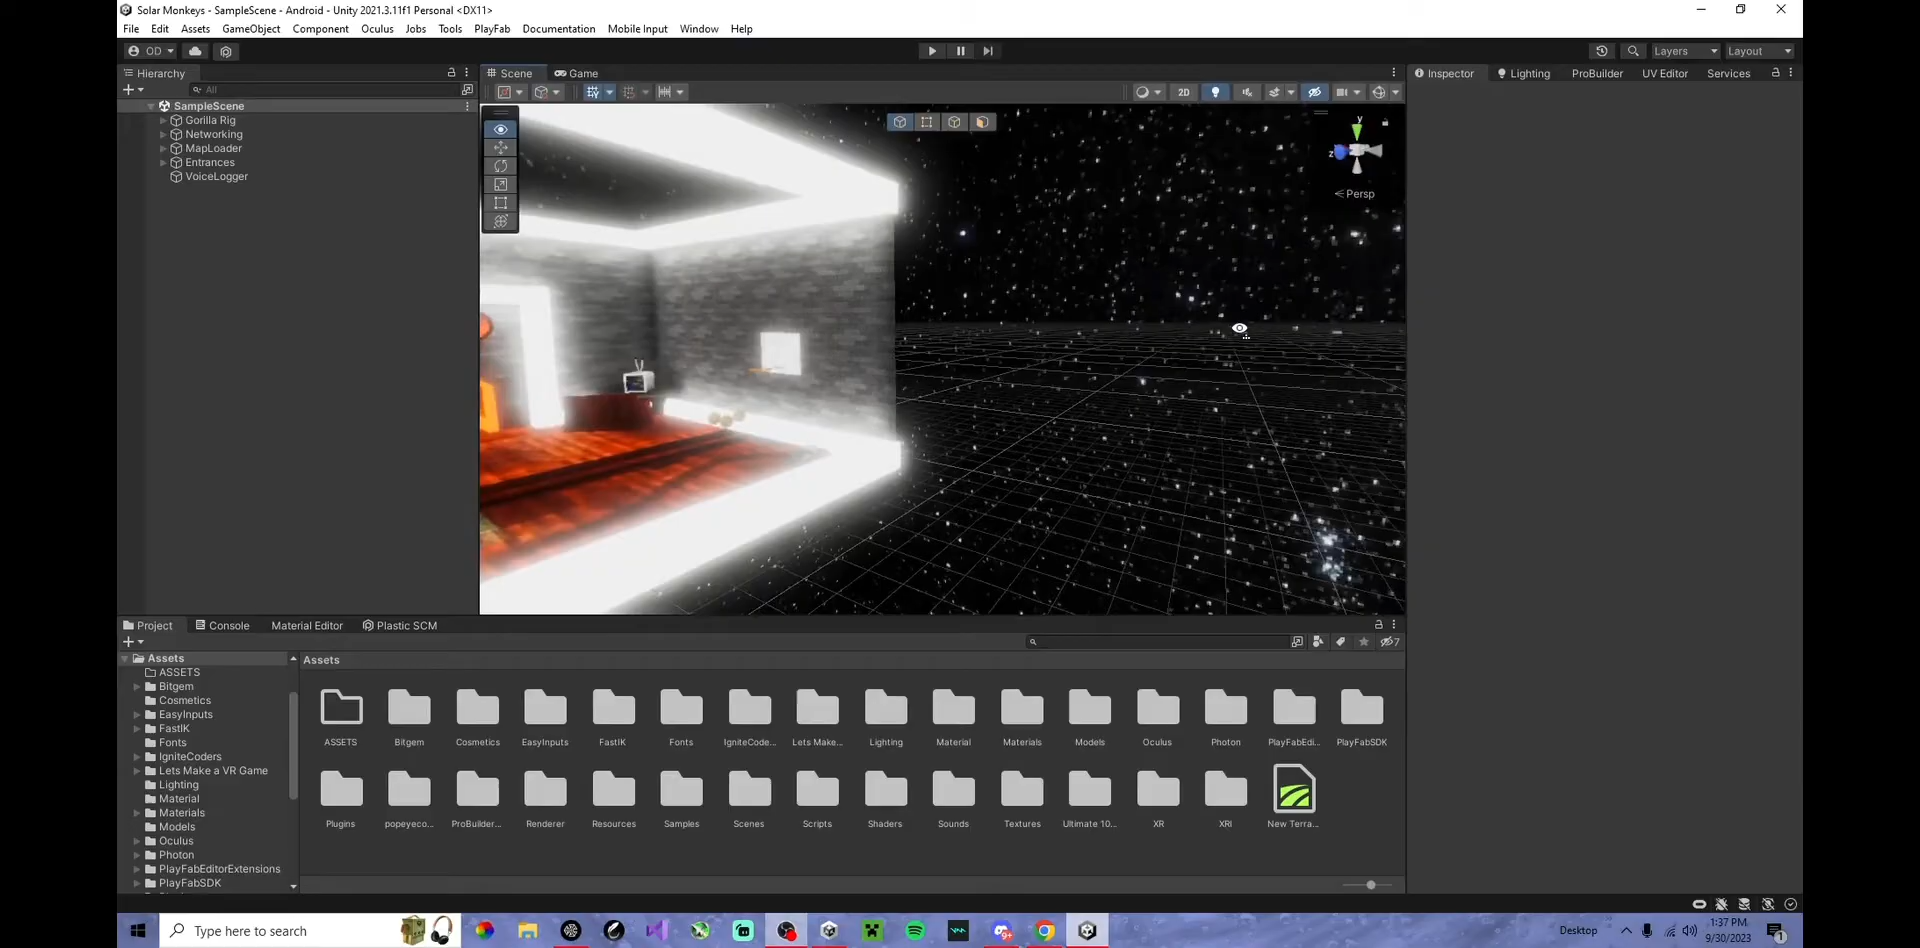 Solar Monkeys - SampleScene - Android - Unity 2021.3.11f1 Personal <DX11>
File Edit Assets GameObject Component Oculus Jobs Tools PlayFab Documentation Mobile Input Window Help
OD Layers Layout
Hierarchy Scene Game Inspector Lighting ProBuilder UV Editor Services
All 2D
SampleScene
Gorilla Rig
Networking
MapLoader
Entrances
VoiceLogger
y
z
< Persp
Project Console Material Editor Plastic SCM
7
Assets
ASSETS
Bitgem
Cosmetics
EasyInputs
FastIK
Fonts
IgniteCoders
Lets Make a VR Game
Lighting
Material
Materials
Models
Oculus
Photon
PlayFabEditorExtensions
PlayFabSDK
Assets
ASSETS Bitgem Cosmetics EasyInputs FastIK Fonts IgniteCode... Lets Make... Lighting Material Materials Models Oculus Photon PlayFabEdi... PlayFabSDK
Plugins popeyeco... ProBuilder... Renderer Resources Samples Scenes Scripts Shaders Sounds Textures Ultimate 10... XR XRI New Terra...
Type here to search
Desktop
1:37 PM
9/30/2023